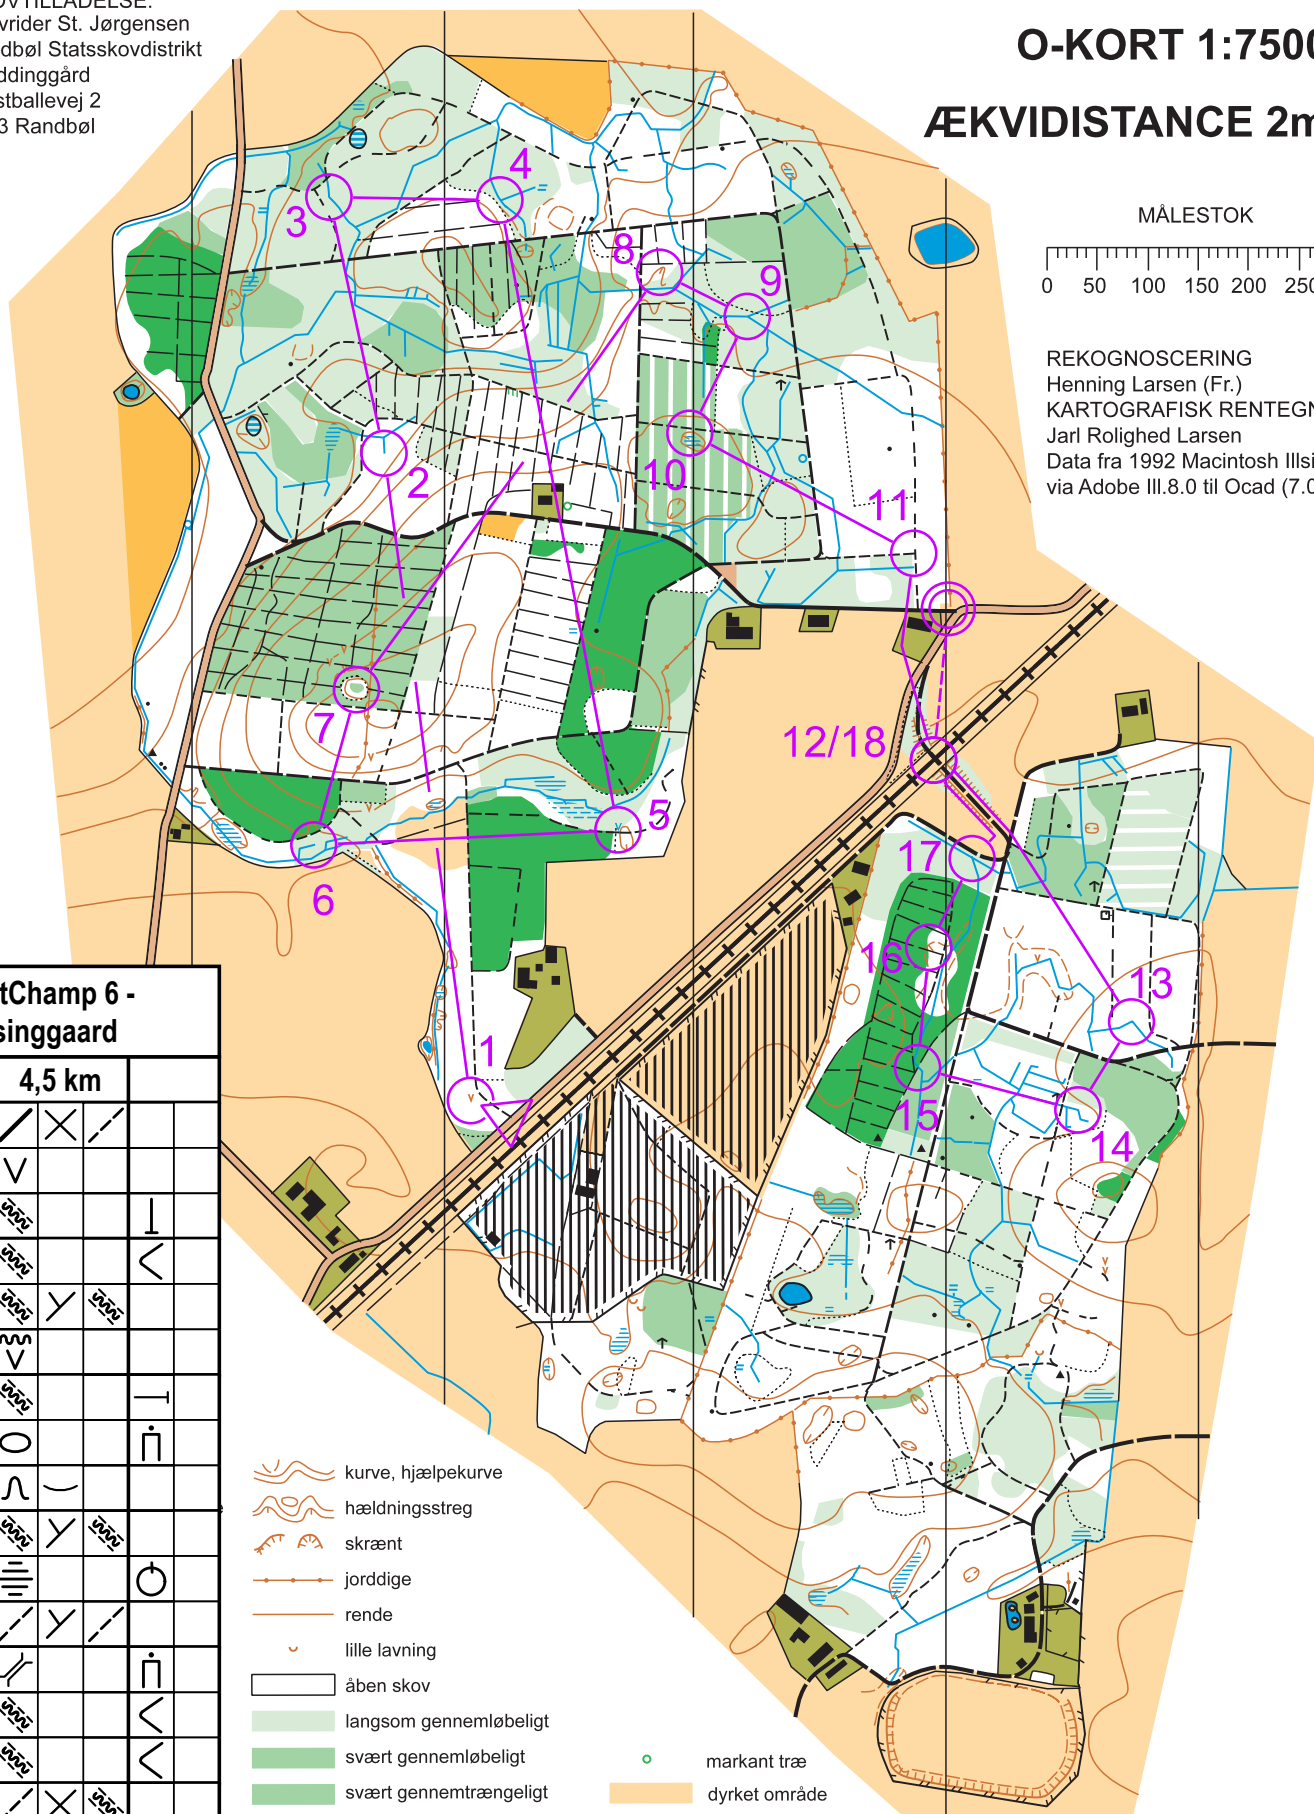 vrider St. Jørgensen
dbøl Statsskovdistrikt
ddinggård
stballevej 2
3 Randbøl
O-KORT 1:7500
ÆKVIDISTANCE 2m
MÅLESTOK
0 50 100 150 200 250
REKOGNOSCERING
Henning Larsen (Fr.)
KARTOGRAFISK RENTEGN
Jarl Rolighed Larsen
Data fra 1992 Macintosh Illsi
via Adobe Ill.8.0 til Ocad (7.0
3
4
8
9
2
10
11
7
12/18
5
17
6
16
13
1
15
14
tChamp 6 -
singgaard
4,5 km
kurve, hjælpekurve
hældningsstreg
skrænt
jorddige
rende
lille lavning
åben skov
langsom gennemløbeligt
svært gennemløbeligt
svært gennemtrængeligt
markant træ
dyrket område